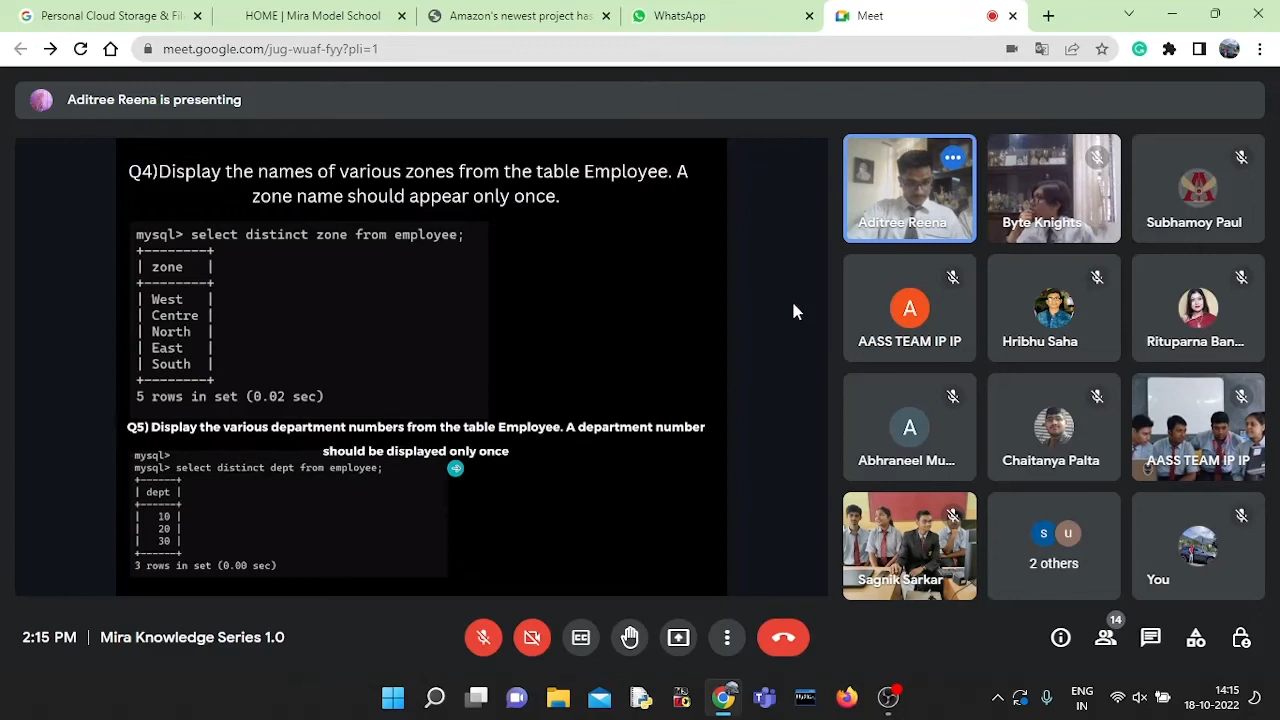 Personal Cloud Storage & Fil
HOME | Mira Model School
Amazon's newest project has
WhatsApp
Meet
meet.google.com/jug-wuaf-fyy?pli=1
Aditree Reena is presenting
Q4)Display the names of various zones from the table Employee. A
zone name should appear only once.
mysql> select distinct zone from employee;
+--------+
| zone   |
+--------+
| West   |
| Centre |
| North  |
| East   |
| South  |
+--------+
5 rows in set (0.02 sec)
Q5) Display the various department numbers from the table Employee. A department number
should be displayed only once
mysql>
mysql> select distinct dept from employee;
+------+
| dept |
+------+
|   10 |
|   20 |
|   30 |
+------+
3 rows in set (0.00 sec)
Aditree Reena
Byte Knights
Subhamoy Paul
A
AASS TEAM IP IP
Hribhu Saha
Rituparna Ban...
A
Abhraneel Mu...
Chaitanya Palta
AASS TEAM IP IP
Sagnik Sarkar
s u
2 others
You
2:15 PM | Mira Knowledge Series 1.0
14
ENG
IN
14:15
18-10-2022